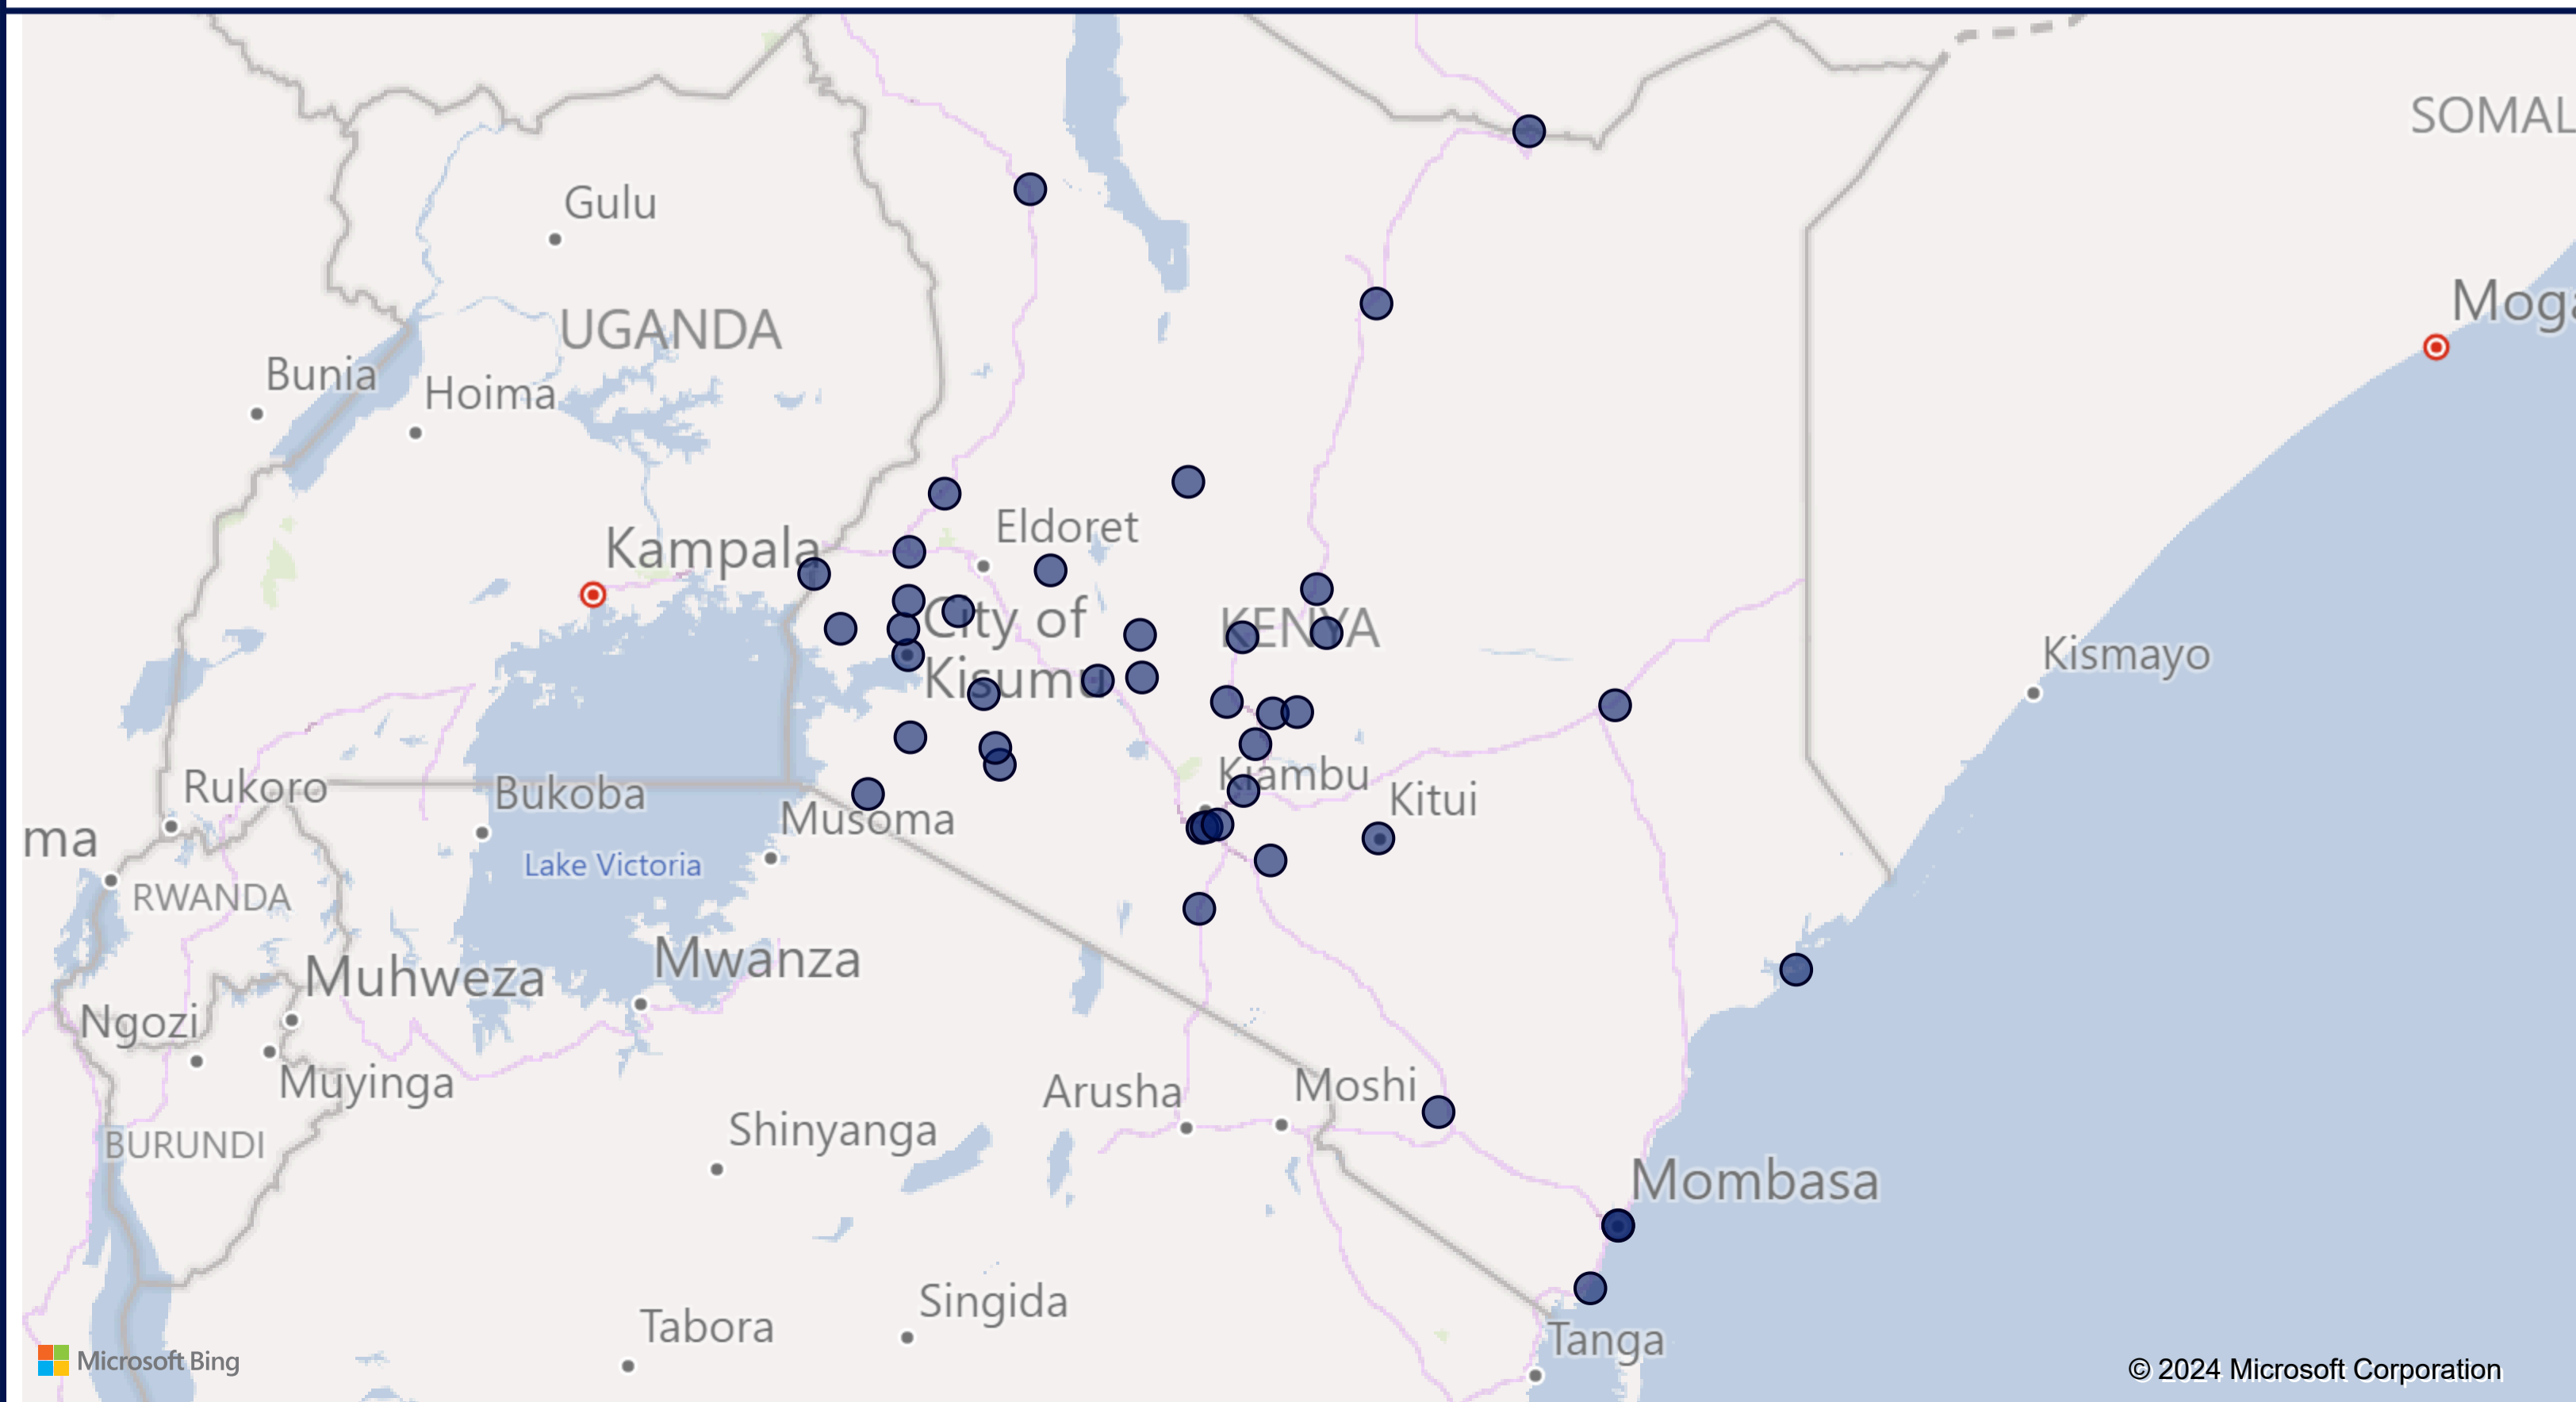 SOMAL
Gulu
Moga
UGANDA
Bunia
Hoima
Eldoret
Kampala
City of
Kisumu
KENYA
Kismayo
Rukoro
Bukoba
Kiambu
Kitui
Musoma
ma
Lake Victoria
RWANDA
Mwanza
Muhweza
Ngozi
Muyinga
Arusha
Moshi
Shinyanga
BURUNDI
Mombasa
Singida
Tabora
Tanga
Microsoft Bing
© 2024 Microsoft Corporation